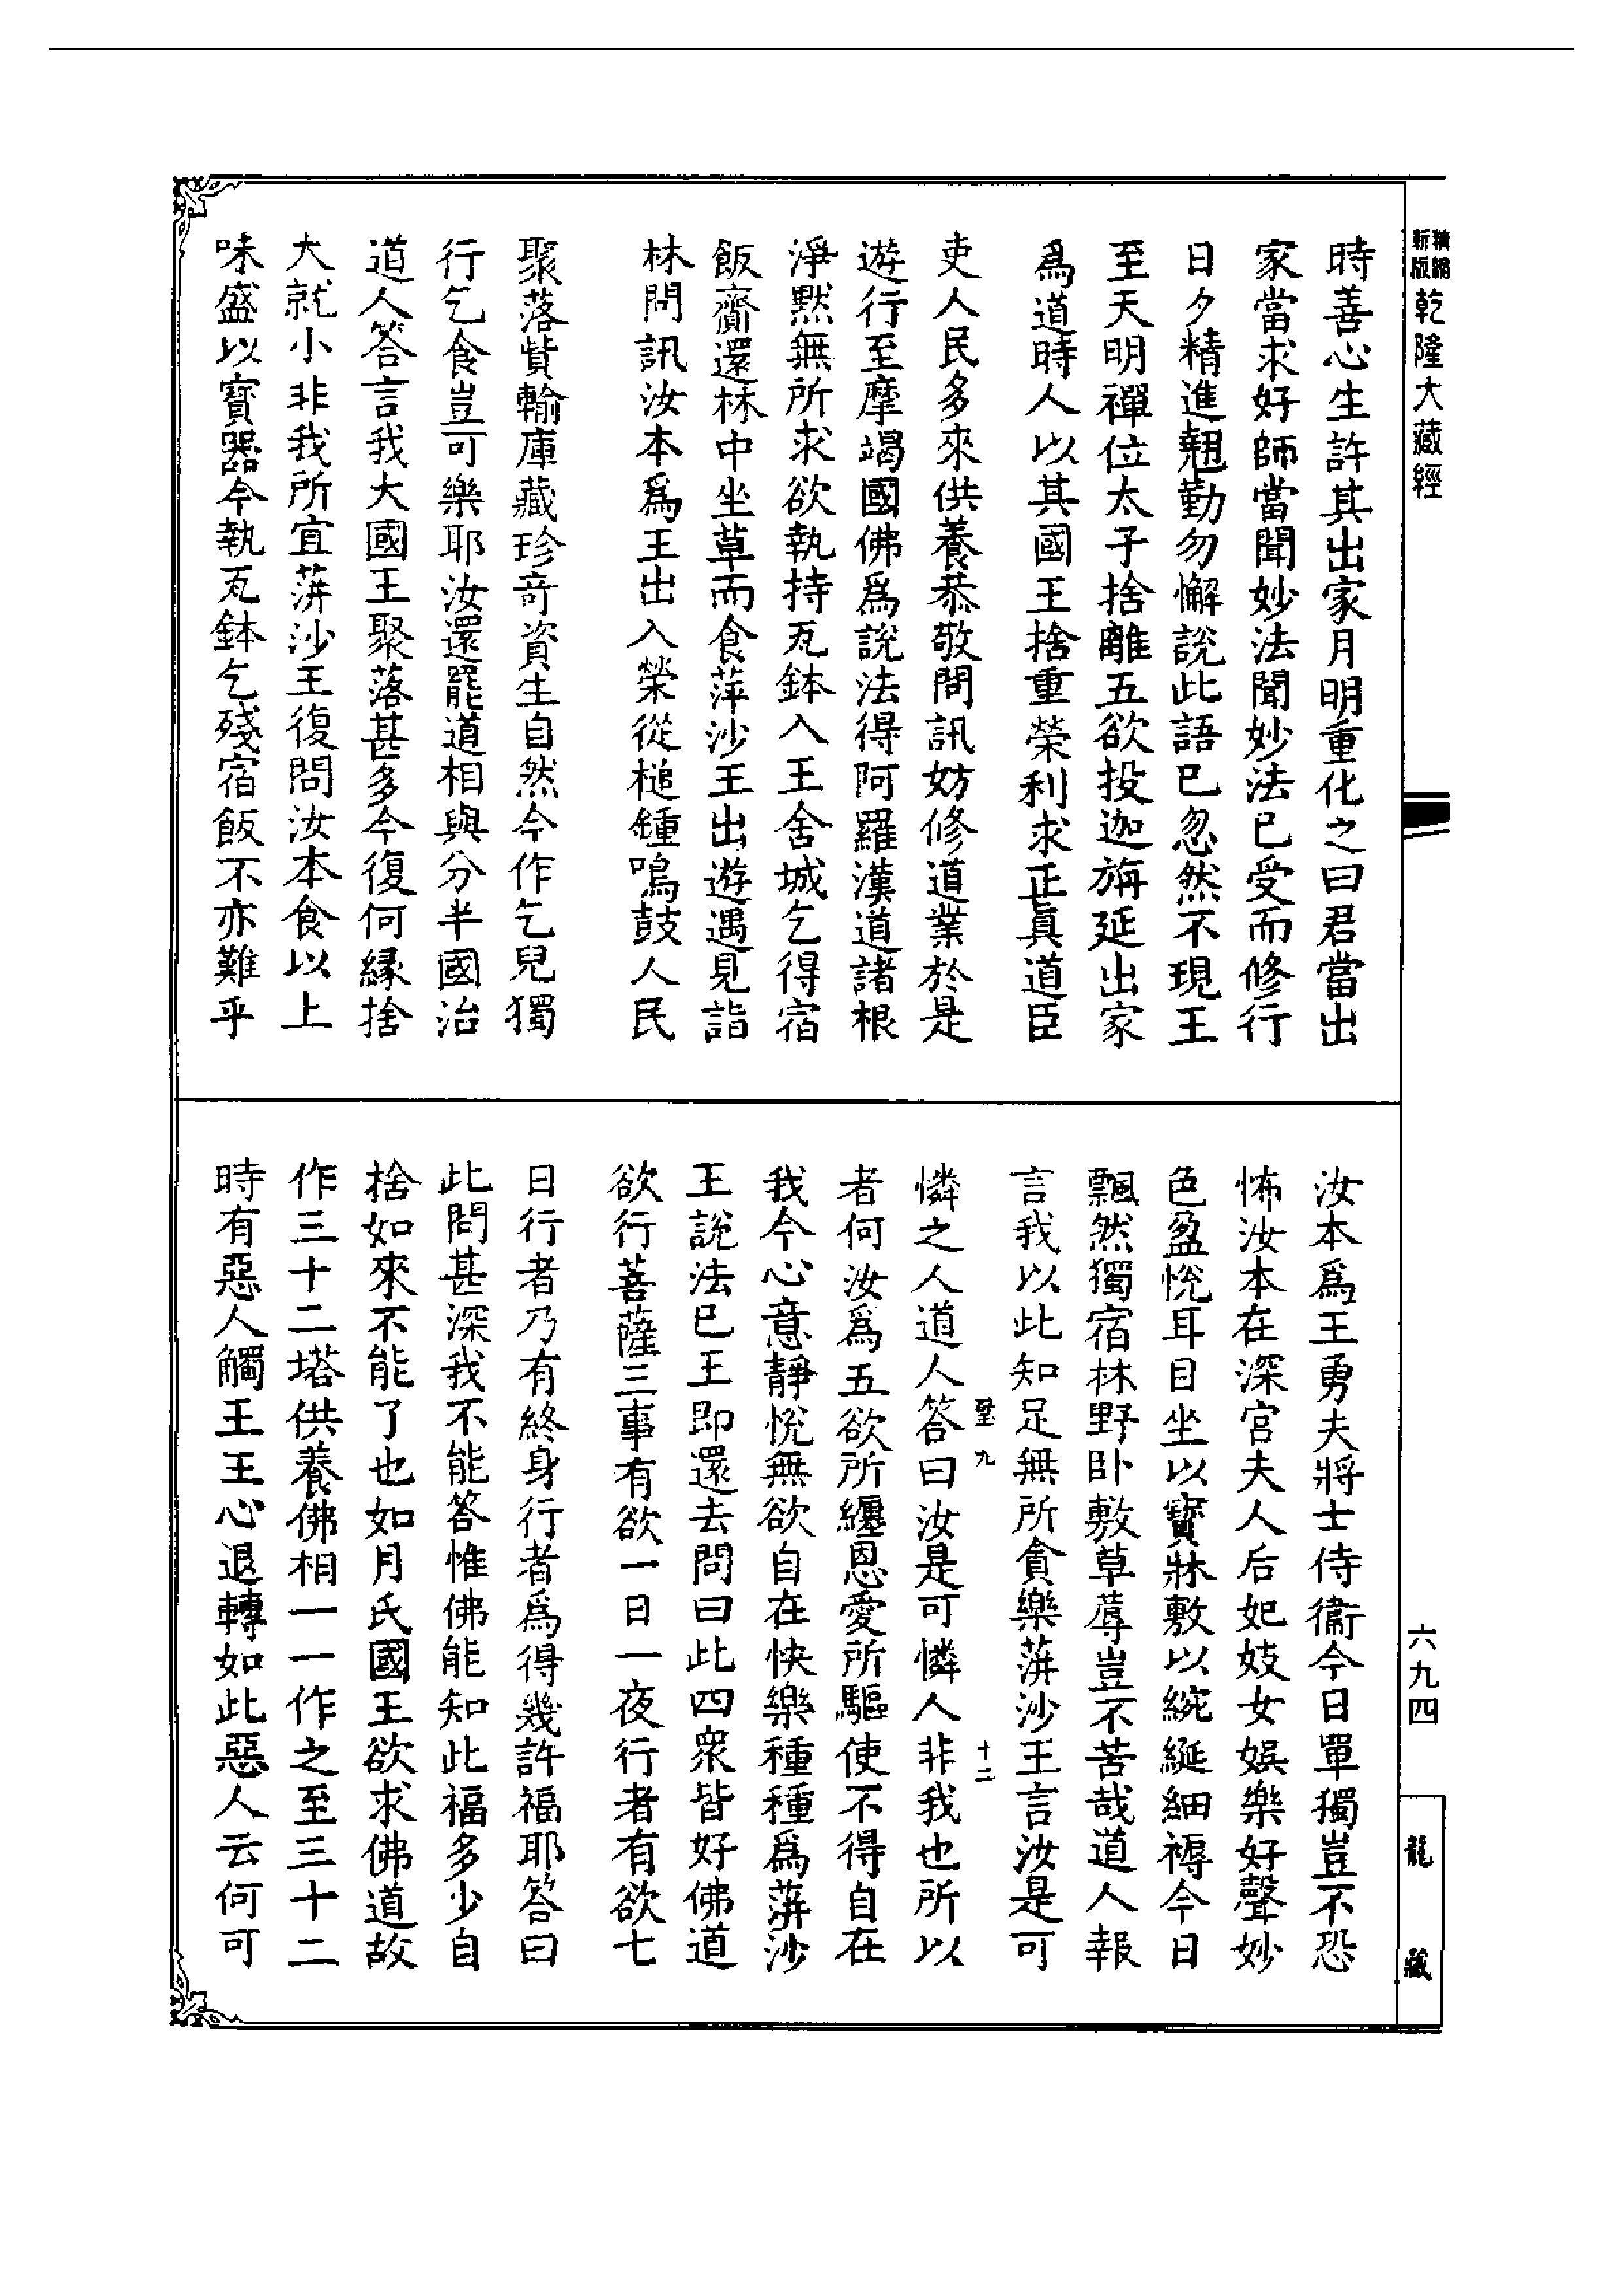 精縮
新版
乾隆大藏經
時善心生許其出家月明重化之曰君當出
家當求好師當聞妙法聞妙法已受而修行
日夕精進翹勤勿懈說此語已忽然不現王
至天明禪位太子捨離五欲投迦旃延出家
爲道時人以其國王捨重榮利求正眞道臣
吏人民多來供養恭敬問訊妨修道業於是
遊行至摩竭國佛爲說法得阿羅漢道諸根
淨默無所求欲執持瓦鉢入王舍城乞得宿
飯齎還林中坐草而食蓱沙王出遊遇見詣
林問訊汝本爲王出入榮從槌鍾鳴鼓人民
聚落貲輸庫藏珍奇資生自然今作乞兒獨
行乞食豈可樂耶汝還罷道相與分半國治
道人答言我大國王聚落甚多今復何緣捨
大就小非我所宜蓱沙王復問汝本食以上
味盛以寶器今執瓦鉢乞殘宿飯不亦難乎
汝本爲王勇夫將士侍衞今日單獨豈不恐
怖汝本在深宮夫人后妃妓女娛樂好聲妙
色盈悅耳目坐以寶牀敷以綩綖細褥今日
飄然獨宿林野卧敷草蓐豈不苦哉道人報
言我以此知足無所貪樂蓱沙王言汝是可
九
十二
憐之人道人答曰汝是可憐人非我也所以
者何汝爲五欲所纏恩愛所驅使不得自在
我今心意靜悅無欲自在快樂種種爲蓱沙
王說法已王即還去問曰此四衆皆好佛道
欲行菩薩三事有欲一日一夜行者有欲七
日行者乃有終身行者爲得幾許福耶答曰
此問甚深我不能答惟佛能知此福多少自
捨如來不能了也如月氏國王欲求佛道故
作三十二塔供養佛相一一作之至三十二
時有惡人觸王王心退轉如此惡人云何可
六九四
龍藏